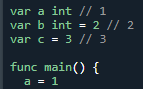 var a int // 1
var b int = 2 // 2
var c = 3 // 3

func main() {
  a = 1